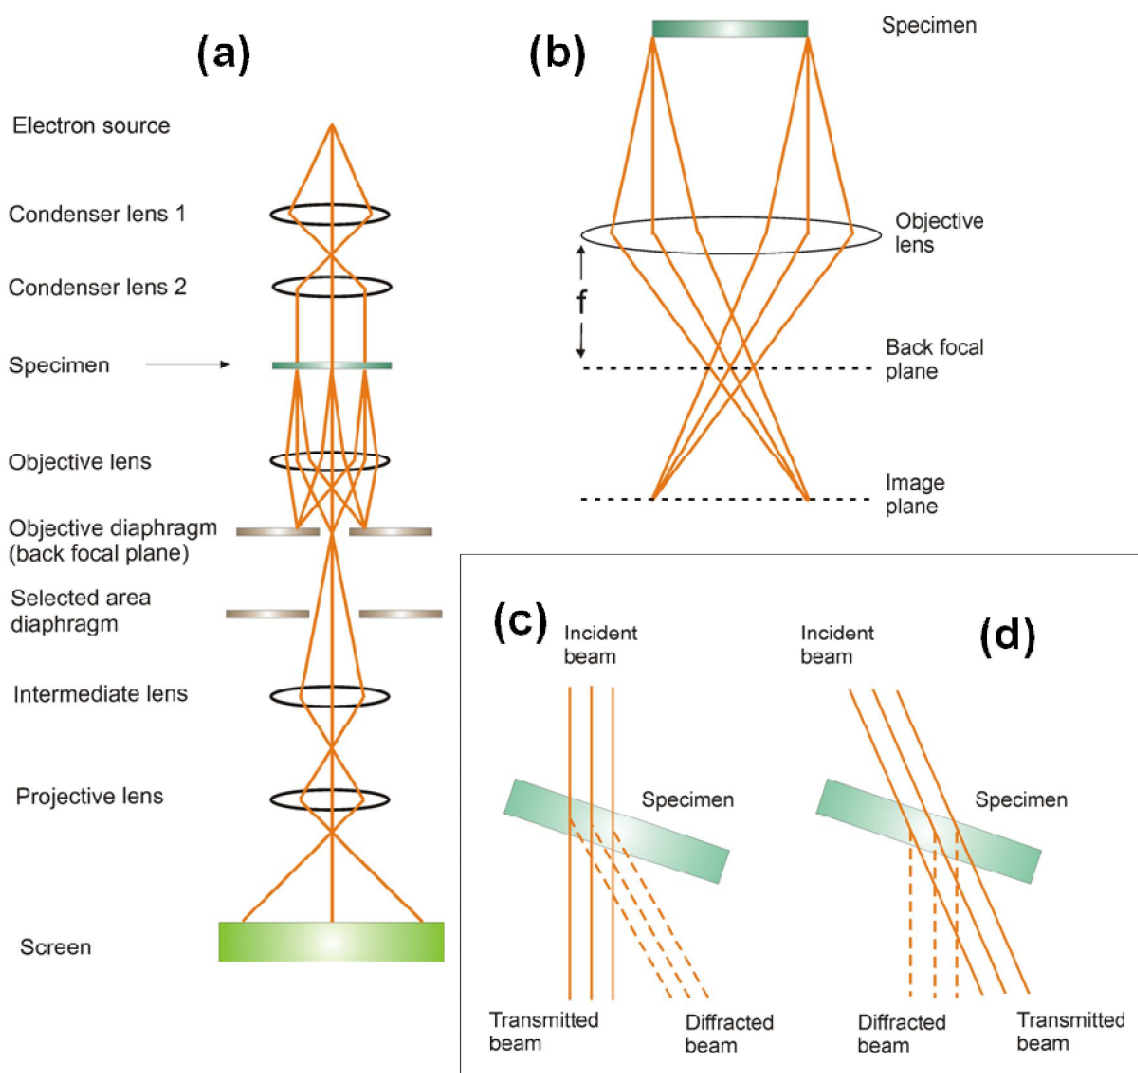 (a)
Electron source
Condenser lens 1
Condenser lens 2
Specimen
Objective lens
Objective diaphragm
(back focal plane)
Selected area
diaphragm
Intermediate lens
Projective lens
Screen
(b)
Specimen
Objective
lens
f
Back focal
plane
Image
plane
(c)
Incident
beam
Specimen
Transmitted
beam
Diffracted
beam
(d)
Incident
beam
Specimen
Diffracted
beam
Transmitted
beam